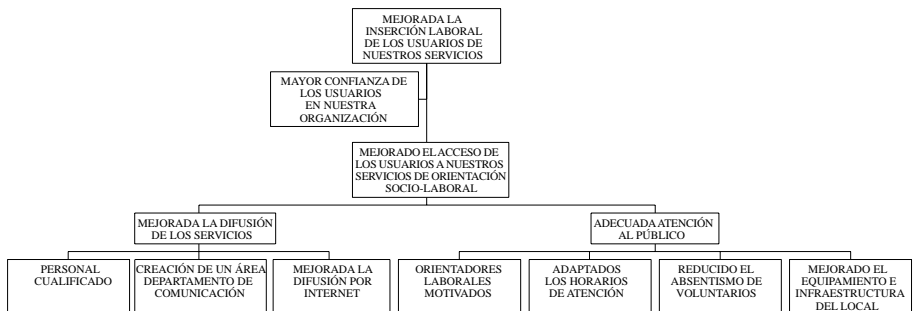 MEJORADA LA
INSERCIÓN LABORAL
DE LOS USUARIOS DE
NUESTROS SERVICIOS
MAYOR CONFIANZA DE
LOS USUARIOS
EN NUESTRA
ORGANIZACIÓN
MEJORADO EL ACCESO DE
LOS USUARIOS A NUESTROS
SERVICIOS DE ORIENTACIÓN
SOCIO-LABORAL
MEJORADA LA DIFUSIÓN
DE LOS SERVICIOS
ADECUADA ATENCIÓN
AL PÚBLICO
PERSONAL
CUALIFICADO
CREACIÓN DE UN ÁREA
DEPARTAMENTO DE
COMUNICACIÓN
MEJORADA LA
DIFUSIÓN POR
INTERNET
ORIENTADORES
LABORALES
MOTIVADOS
ADAPTADOS
LOS HORARIOS
DE ATENCIÓN
REDUCIDO EL
ABSENTISMO DE
VOLUNTARIOS
MEJORADO EL
EQUIPAMIENTO E
INFRAESTRUCTURA
DEL LOCAL